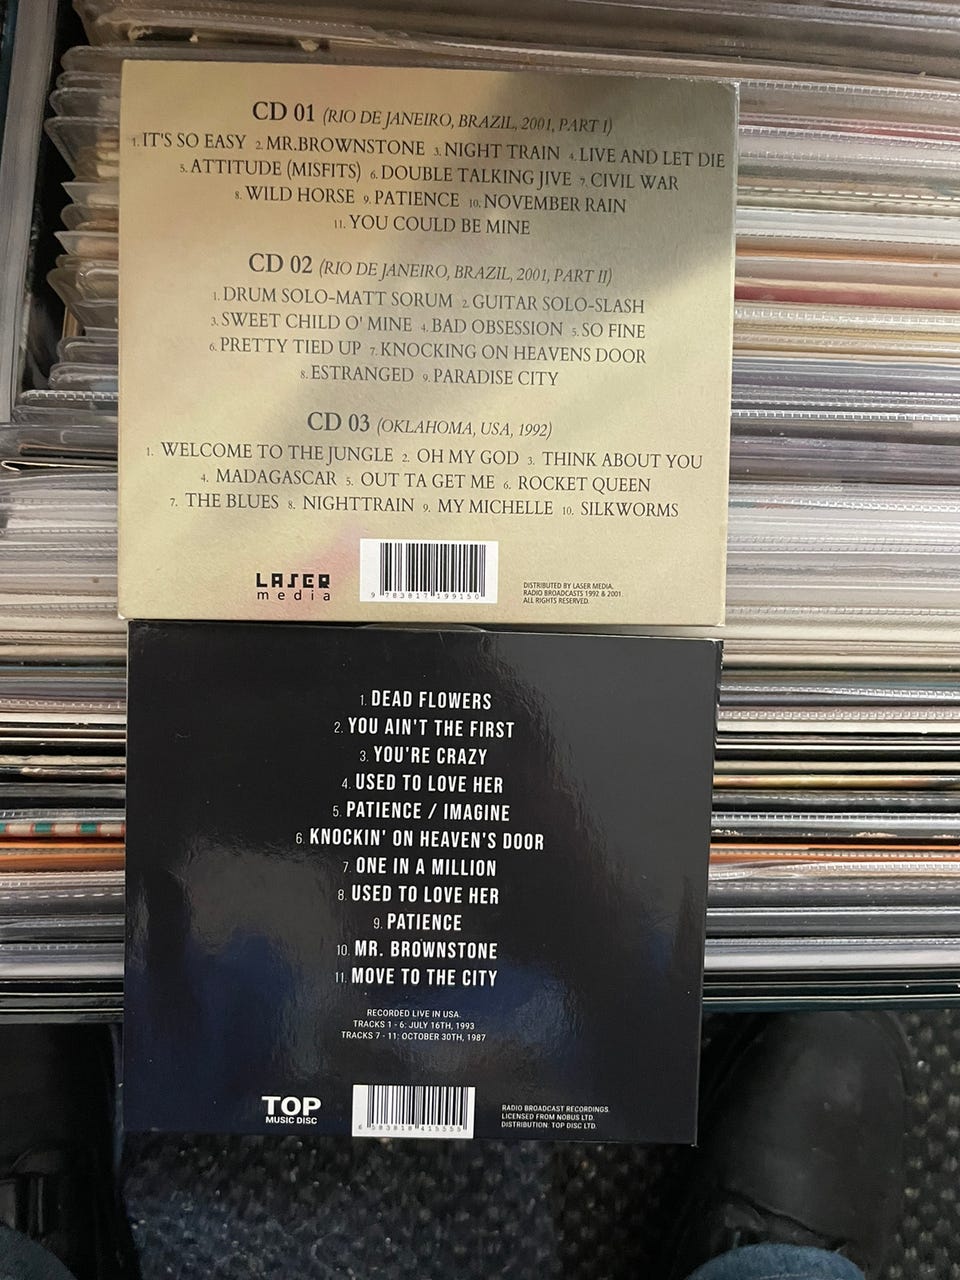 CD 01 (RIO DE JANEIRO, BRAZIL, 2001, PART I)
1. IT'S SO EASY 2. MR.BROWNSTONE 3. NIGHT TRAIN 4. LIVE AND LET DIE
5. ATTITUDE (MISFITS) 6. DOUBLE TALKING JIVE 7. CIVIL WAR
8. WILD HORSE 9. PATIENCE 10. NOVEMBER RAIN
11. YOU COULD BE MINE
CD 02 (RIO DE JANEIRO, BRAZIL, 2001, PART II)
1. DRUM SOLO-MATT SORUM 2. GUITAR SOLO-SLASH
3. SWEET CHILD O' MINE 4. BAD OBSESSION 5. SO FINE
6. PRETTY TIED UP 7. KNOCKING ON HEAVENS DOOR
8. ESTRANGED 9. PARADISE CITY
CD 03 (OKLAHOMA, USA, 1992)
1. WELCOME TO THE JUNGLE 2. OH MY GOD 3. THINK ABOUT YOU
4. MADAGASCAR 5. OUT TA GET ME 6. ROCKET QUEEN
7. THE BLUES 8. NIGHTTRAIN 9. MY MICHELLE 10. SILKWORMS
LASER
media
9 783817 199150
DISTRIBUTED BY LASER MEDIA.
RADIO BROADCASTS 1992 & 2001.
ALL RIGHTS RESERVED.
1. DEAD FLOWERS
2. YOU AIN'T THE FIRST
3. YOU'RE CRAZY
4. USED TO LOVE HER
5. PATIENCE / IMAGINE
6. KNOCKIN' ON HEAVEN'S DOOR
7. ONE IN A MILLION
8. USED TO LOVE HER
9. PATIENCE
10. MR. BROWNSTONE
11. MOVE TO THE CITY
RECORDED LIVE IN USA.
TRACKS 1 - 6: JULY 16TH, 1993
TRACKS 7 - 11: OCTOBER 30TH, 1987
TOP
MUSIC DISC
6 583818 415555
RADIO BROADCAST RECORDINGS.
LICENSED FROM NOBUS LTD.
DISTRIBUTION: TOP DISC LTD.